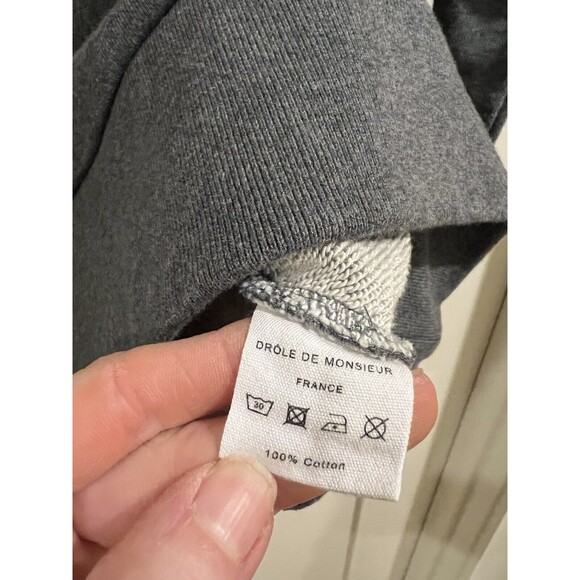 DRÔLE DE MONSIEUR
FRANCE
30
100% Cotton